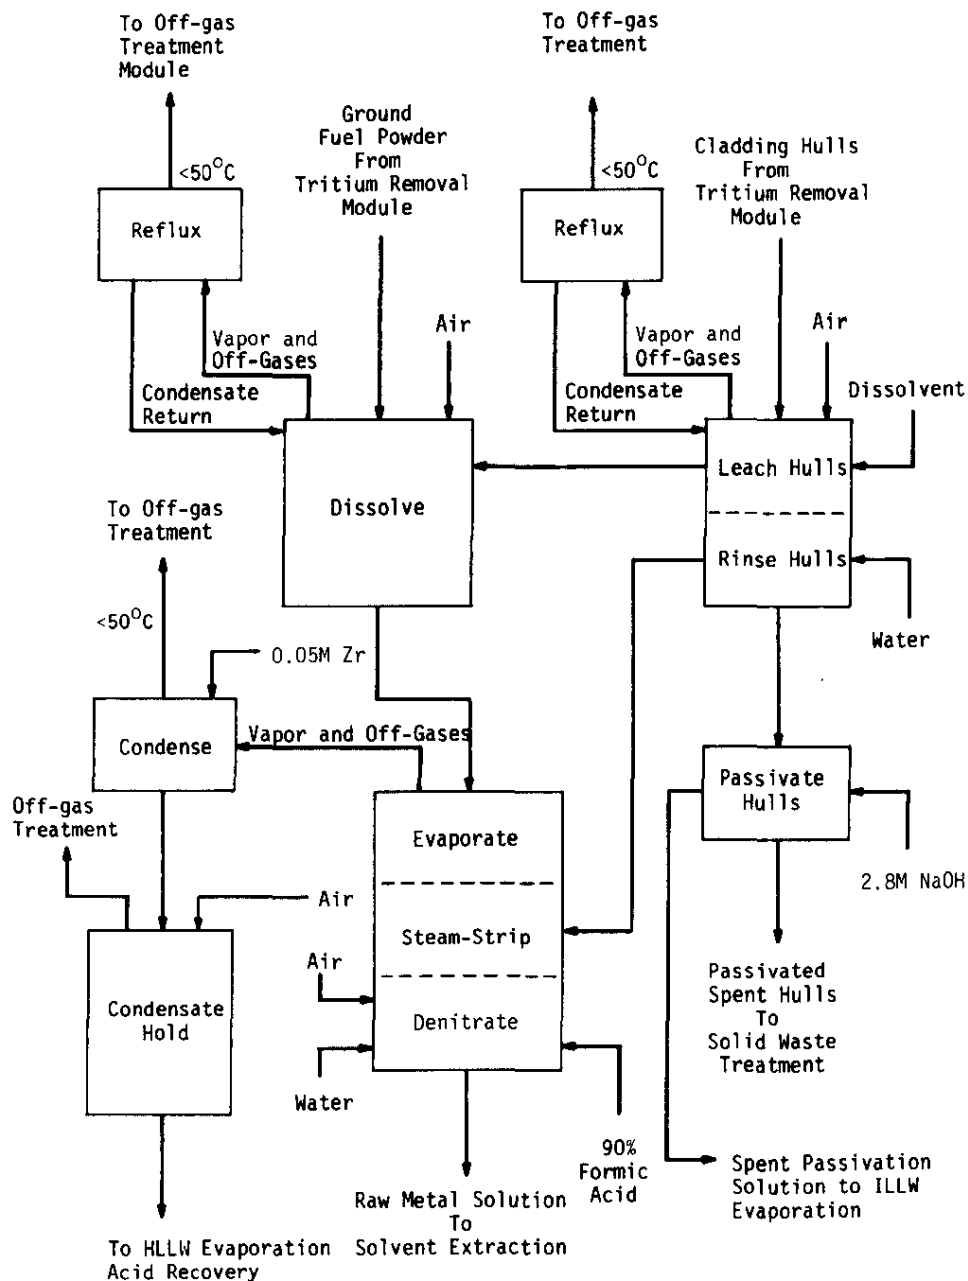 To Off-gas
Treatment
Module
To Off-gas
Treatment
Ground
Fuel Powder
From
Tritium Removal
Module
Cladding Hulls
From
Tritium Removal
Module
<50°C
<50°C
Reflux
Reflux
Air
Air
Vapor and
Off-Gases
Vapor and
Off-Gases
Condensate
Return
Condensate
Return
Dissolvent
Leach Hulls
Dissolve
Rinse Hulls
To Off-gas
Treatment
<50°C
0.05M Zr
Water
Condense
Vapor and Off-Gases
Passivate
Hulls
Off-gas
Treatment
Evaporate
2.8M NaOH
Air
Steam-Strip
Air
Condensate
Hold
Denitrate
Passivated
Spent Hulls
To
Solid Waste
Treatment
Water
90%
Formic
Acid
Raw Metal Solution
To
Solvent Extraction
Spent Passivation
Solution to ILLW
Evaporation
To HLLW Evaporation
Acid Recovery